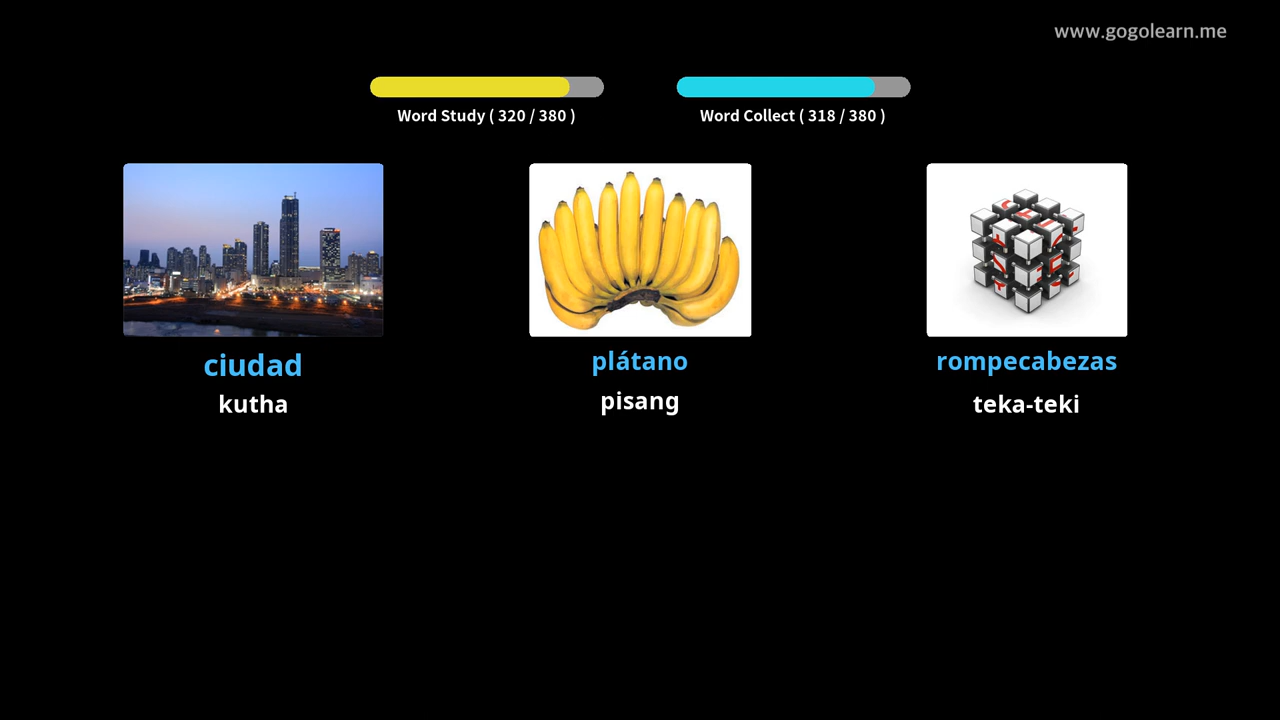 www.gogolearn.me
Word Study ( 320 / 380 )
Word Collect ( 318 / 380 )
ciudad
kutha
plátano
pisang
rompecabezas
teka-teki